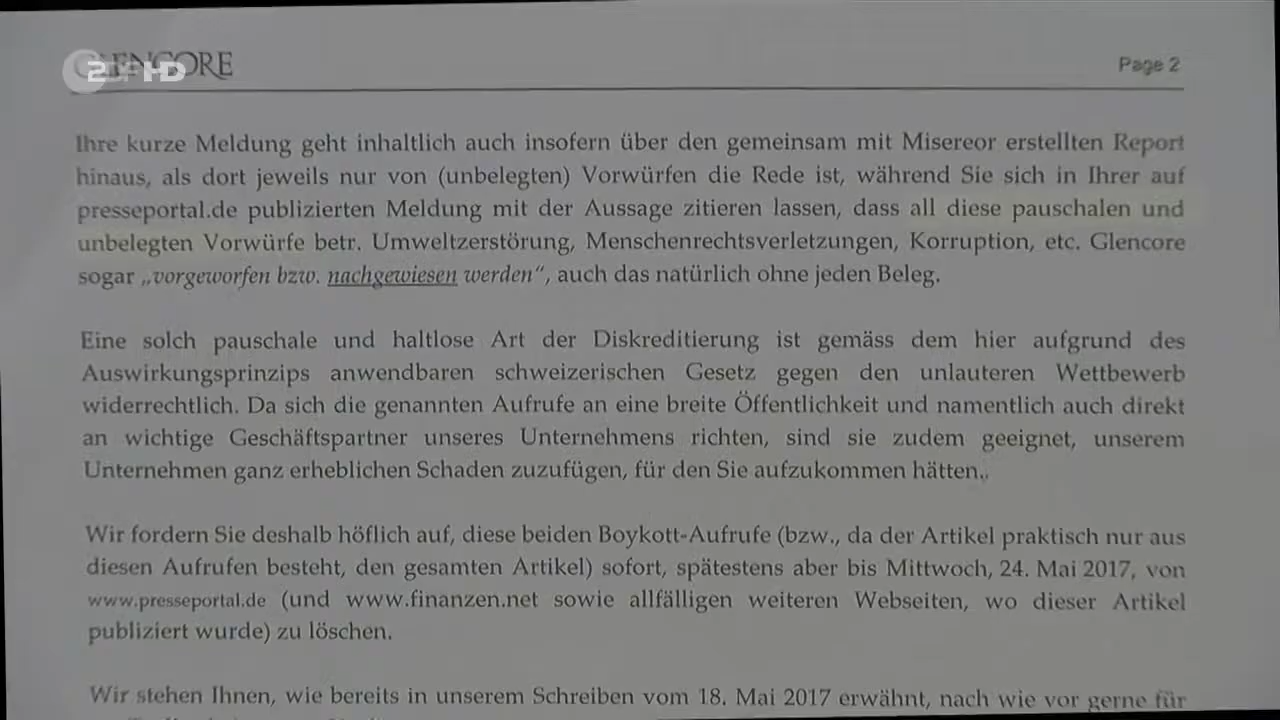 GLENCORE
ZDF HD
Page 2
Ihre kurze Meldung geht inhaltlich auch insofern über den gemeinsam mit Misereor erstellten Report
hinaus, als dort jeweils nur von (unbelegten) Vorwürfen die Rede ist, während Sie sich in Ihrer auf
presseportal.de publizierten Meldung mit der Aussage zitieren lassen, dass all diese pauschalen und
unbelegten Vorwürfe betr. Umweltzerstörung, Menschenrechtsverletzungen, Korruption, etc. Glencore
sogar „vorgeworfen bzw. nachgewiesen werden“, auch das natürlich ohne jeden Beleg.
Eine solch pauschale und haltlose Art der Diskreditierung ist gemäss dem hier aufgrund des
Auswirkungsprinzips anwendbaren schweizerischen Gesetz gegen den unlauteren Wettbewerb
widerrechtlich. Da sich die genannten Aufrufe an eine breite Öffentlichkeit und namentlich auch direkt
an wichtige Geschäftspartner unseres Unternehmens richten, sind sie zudem geeignet, unserem
Unternehmen ganz erheblichen Schaden zuzufügen, für den Sie aufzukommen hätten..
Wir fordern Sie deshalb höflich auf, diese beiden Boykott-Aufrufe (bzw., da der Artikel praktisch nur aus
diesen Aufrufen besteht, den gesamten Artikel) sofort, spätestens aber bis Mittwoch, 24. Mai 2017, von
www.presseportal.de (und www.finanzen.net sowie allfälligen weiteren Webseiten, wo dieser Artikel
publiziert wurde) zu löschen.
Wir stehen Ihnen, wie bereits in unserem Schreiben vom 18. Mai 2017 erwähnt, nach wie vor gerne für